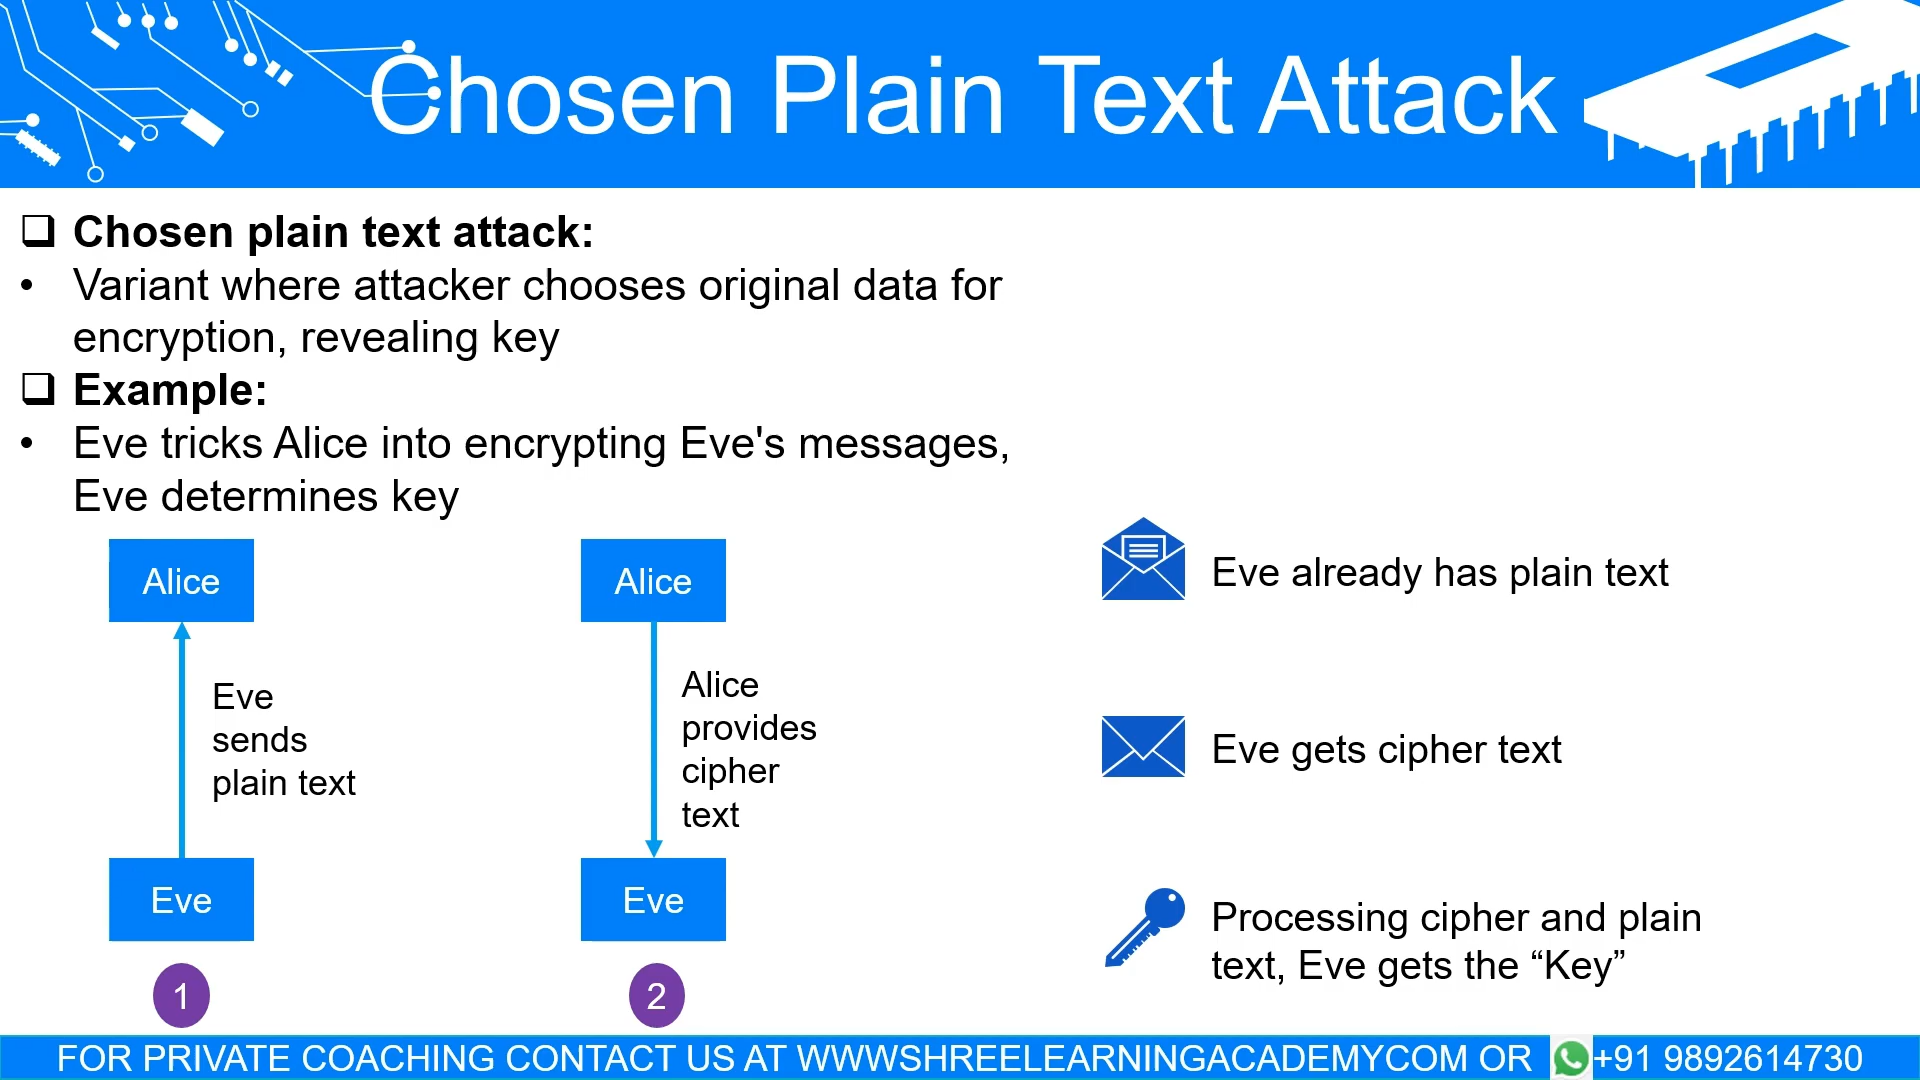 Chosen Plain Text Attack
❑ Chosen plain text attack:
• Variant where attacker chooses original data for
encryption, revealing key
❑ Example:
• Eve tricks Alice into encrypting Eve's messages,
Eve determines key
Alice
Eve
sends
plain text
Eve
1
Alice
Alice
provides
cipher
text
Eve
2
Eve already has plain text
Eve gets cipher text
Processing cipher and plain
text, Eve gets the “Key”
FOR PRIVATE COACHING CONTACT US AT WWWSHREELEARNINGACADEMYCOM OR +91 9892614730